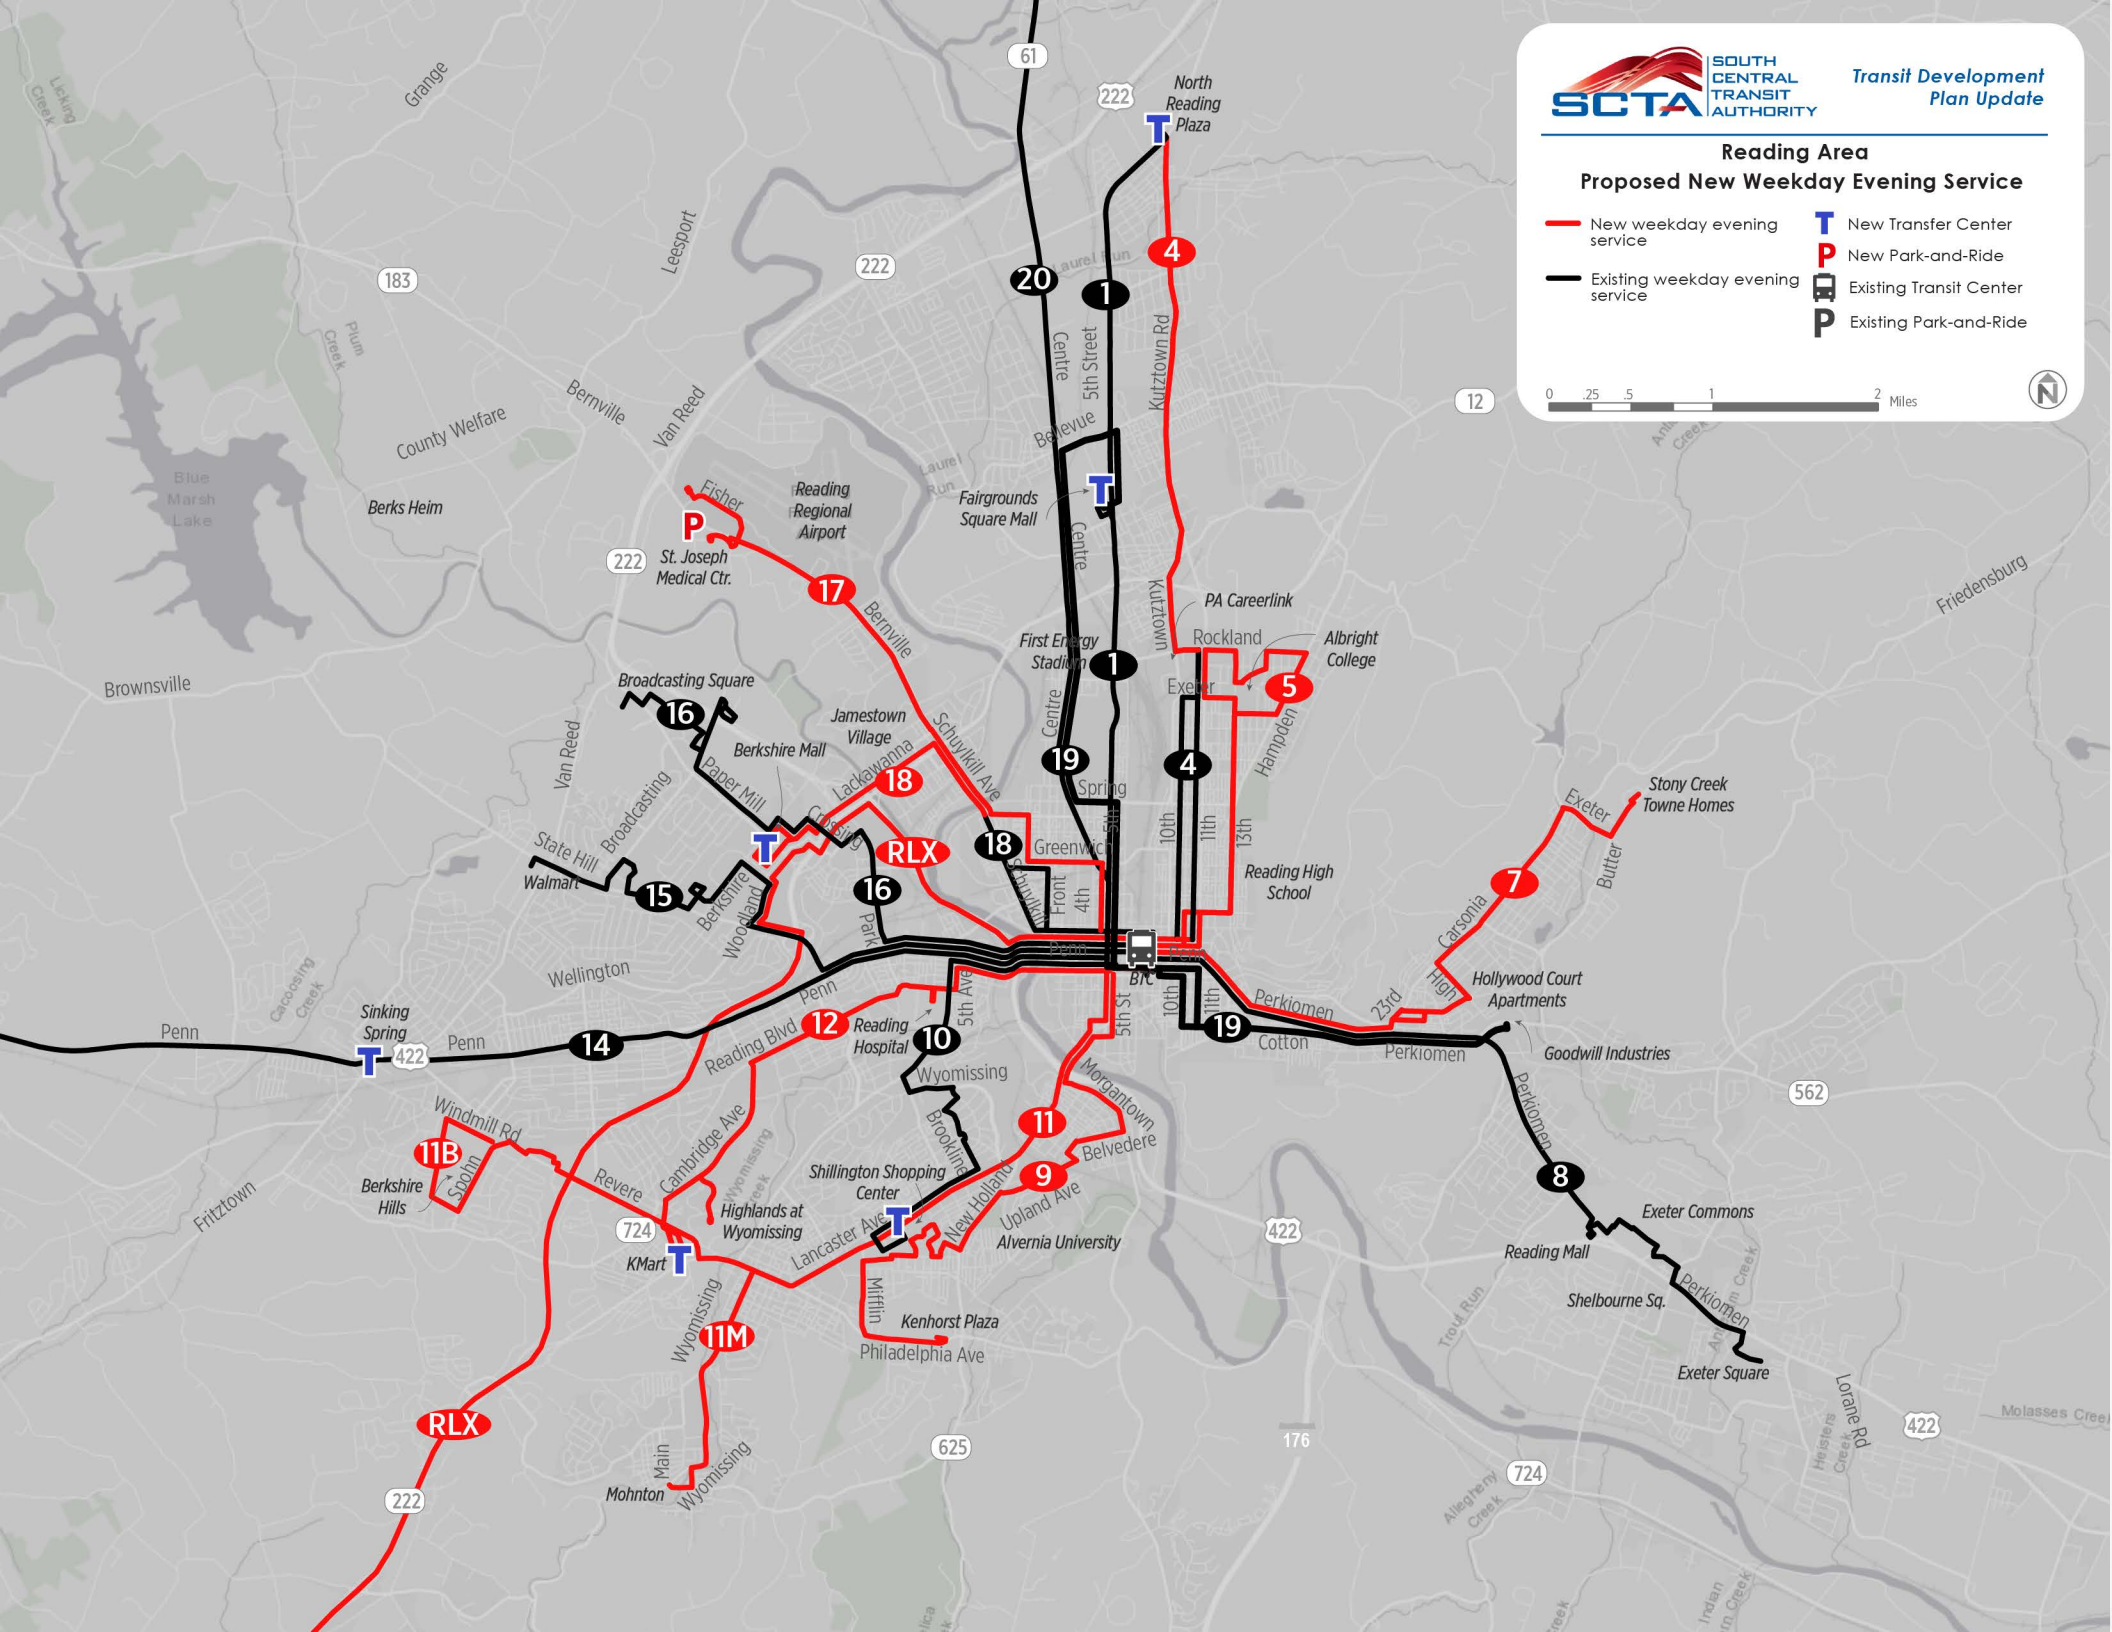 SCTA
SOUTH
CENTRAL
TRANSIT
AUTHORITY
Transit Development
Plan Update
Reading Area
Proposed New Weekday Evening Service
New weekday evening
service
Existing weekday evening
service
New Transfer Center
New Park-and-Ride
Existing Transit Center
Existing Park-and-Ride
0 .25 .5 1 2 Miles
N
T
P
P
61
222
North
Reading
Plaza
T
Licking
Creek
Grange
Leesport
183
222
4
20
1
Laurel Run
Plum
Creek
Centre
5th Street
Kutztown Rd
12
Bernville
County Welfare
Van Reed
Bellevue
Laurel
Run
Blue
Marsh
Lake
Berks Heim
Fisher
P
Reading
Regional
Airport
Fairgrounds
Square Mall
T
Centre
222
St. Joseph
Medical Ctr.
17
Bernville
Kutztown
PA Careerlink
Friedensburg
First Energy
Stadium
1
Rockland
Albright
College
Exeter
5
Brownsville
Broadcasting Square
16
Jamestown
Village
Berkshire Mall
Schuylkill Ave
Centre
Hampden
Van Reed
Paper Mill
Lackawanna
18
19
4
Spring
Stony Creek
Towne Homes
Exeter
Broadcasting
Crossing
State Hill
T
RLX
18
Greenwich
5th
10th
11th
13th
Butter
Walmart
15
Berkshire
Woodland
16
Park
Schuylkill
Front
4th
Reading High
School
7
Carsonia
Penn
Penn
BTC
Wellington
Cacoosing
Creek
Penn
5th Ave
5th St
10th
11th
Perkiomen
23rd
High
Hollywood Court
Apartments
Sinking
Spring
T
Penn
422
Penn
14
Reading Blvd
12
Reading
Hospital
10
19
Cotton
Perkiomen
Goodwill Industries
Wyomissing
Morgantown
Perkiomen
562
Windmill Rd
11B
Spohn
Berkshire
Hills
Cambridge Ave
Wyomissing
Creek
Brookline
11
Belvedere
9
8
Revere
Fritztown
Shillington Shopping
Center
T
New Holland
Upland Ave
724
Highlands at
Wyomissing
KMart
T
Lancaster Ave
Alvernia University
422
Exeter Commons
Reading Mall
Mifflin
Shelbourne Sq.
Perkiomen
Trout Run
Wyomissing
11M
Kenhorst Plaza
Philadelphia Ave
Exeter Square
RLX
625
176
Lorane Rd
422
Molasses Creek
Heisters
Creek
Main
Mohnton
Wyomissing
222
724
Allegheny
Creek
Indian
Creek